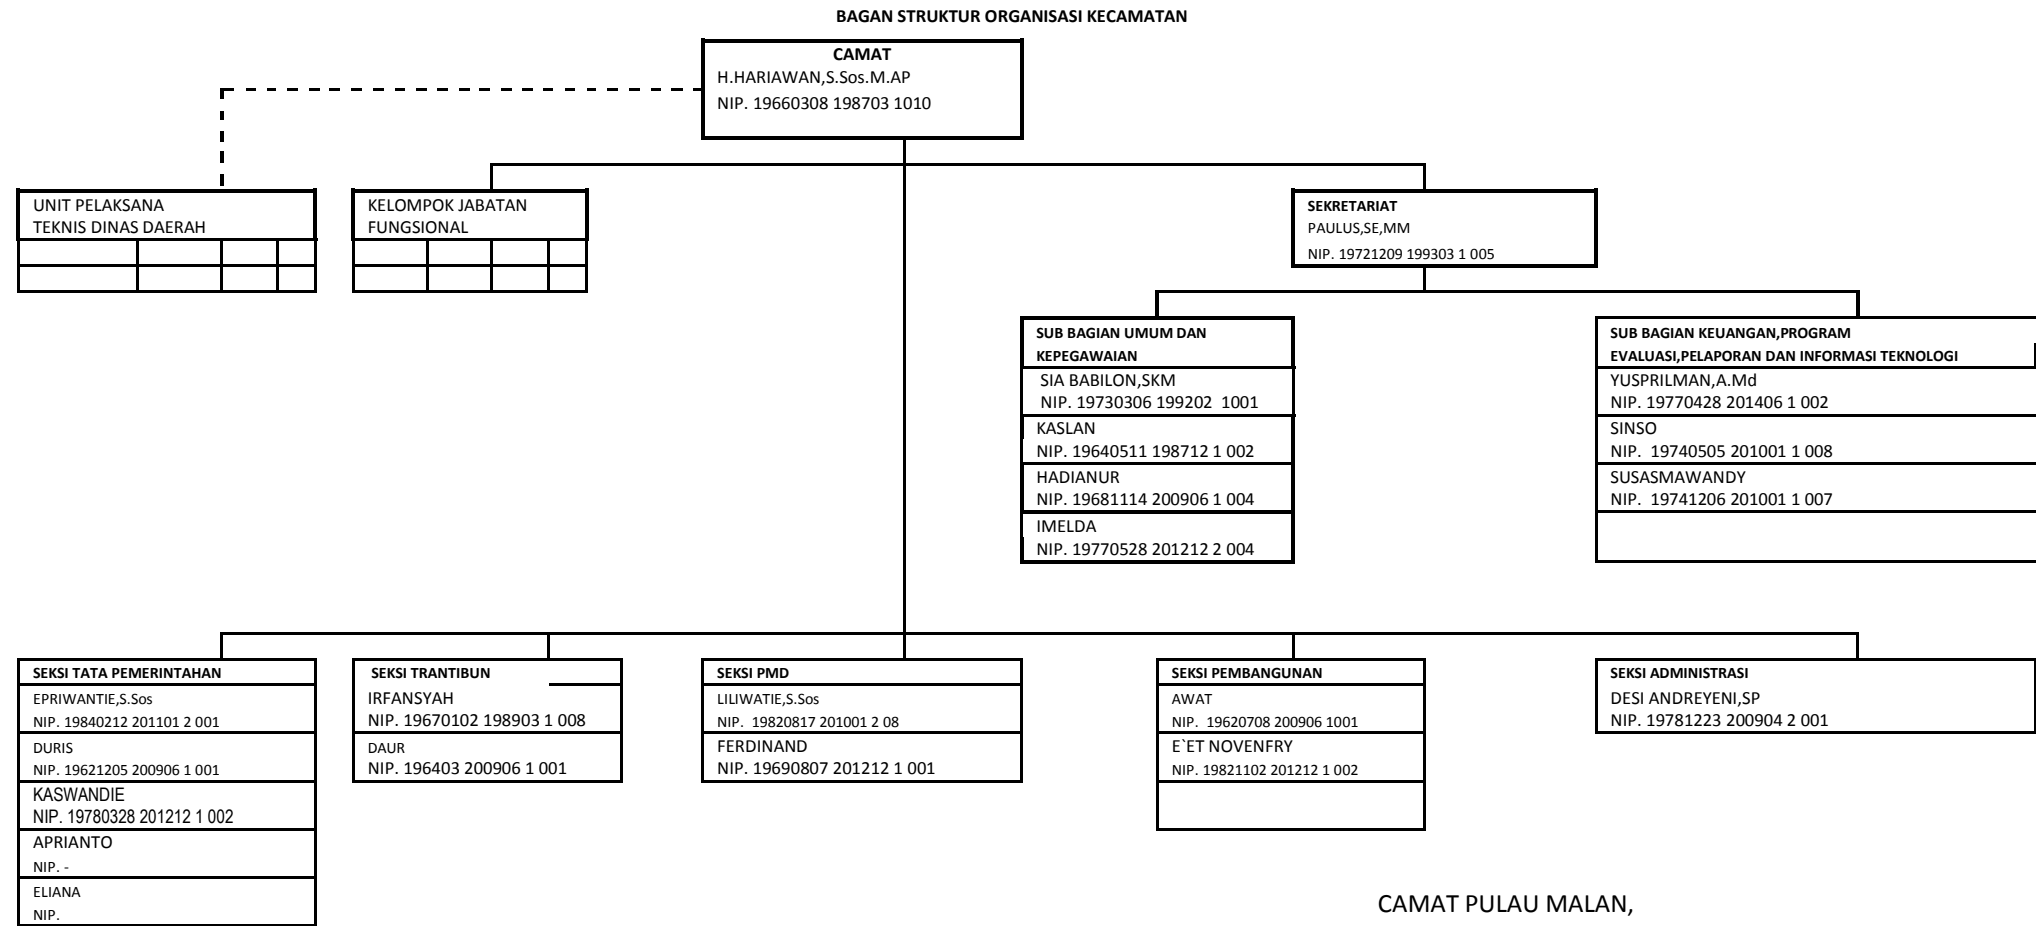 BAGAN STRUKTUR ORGANISASI KECAMATAN
CAMAT
H.HARIAWAN,S.Sos.M.AP
NIP. 19660308 198703 1010
UNIT PELAKSANA
TEKNIS DINAS DAERAH
KELOMPOK JABATAN
FUNGSIONAL
SEKRETARIAT
PAULUS,SE,MM
NIP. 19721209 199303 1 005
SUB BAGIAN UMUM DAN
KEPEGAWAIAN
SIA BABILON,SKM
NIP. 19730306 199202  1001
KASLAN
NIP. 19640511 198712 1 002
HADIANUR
NIP. 19681114 200906 1 004
IMELDA
NIP. 19770528 201212 2 004
SUB BAGIAN KEUANGAN,PROGRAM
EVALUASI,PELAPORAN DAN INFORMASI TEKNOLOGI
YUSPRILMAN,A.Md
NIP. 19770428 201406 1 002
SINSO
NIP.  19740505 201001 1 008
SUSASMAWANDY
NIP.  19741206 201001 1 007
SEKSI TATA PEMERINTAHAN
EPRIWANTIE,S.Sos
NIP. 19840212 201101 2 001
DURIS
NIP. 19621205 200906 1 001
KASWANDIE
NIP. 19780328 201212 1 002
APRIANTO
NIP. -
ELIANA
NIP.
SEKSI TRANTIBUN
IRFANSYAH
NIP. 19670102 198903 1 008
DAUR
NIP. 196403 200906 1 001
SEKSI PMD
LILIWATIE,S.Sos
NIP.  19820817 201001 2 08
FERDINAND
NIP. 19690807 201212 1 001
SEKSI PEMBANGUNAN
AWAT
NIP.  19620708 200906 1001
E`ET NOVENFRY
NIP. 19821102 201212 1 002
SEKSI ADMINISTRASI
DESI ANDREYENI,SP
NIP. 19781223 200904 2 001
CAMAT PULAU MALAN,